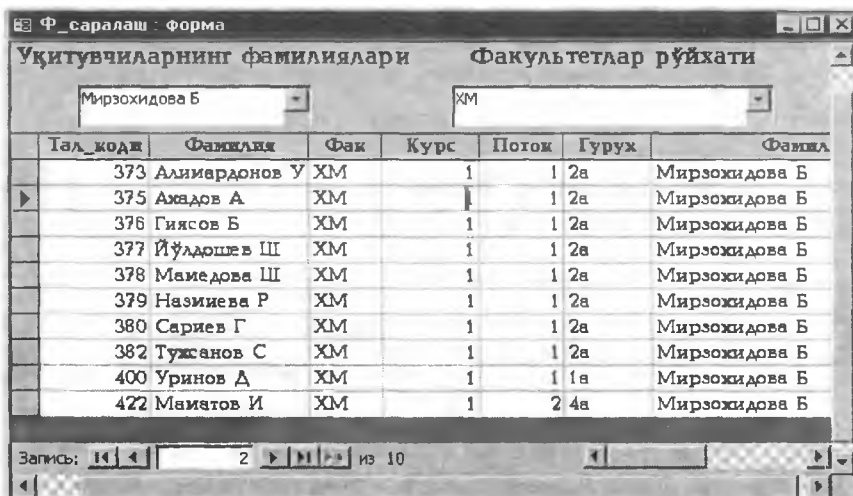 Ф_саралаш : форма
Уқитувчиларнинг фамилиялари Факультетлар рўйхати
Мирзохидова Б ХМ
Тал_коди Фамилия Фак Курс Поток Гурух Фамил
373 Алимардонов У ХМ 1 1 2а Мирзохидова Б
375 Ахадов А ХМ 1 1 2а Мирзохидова Б
376 Гиясов Б ХМ 1 1 2а Мирзохидова Б
377 Йўлдошев Ш ХМ 1 1 2а Мирзохидова Б
378 Мамедова Ш ХМ 1 1 2а Мирзохидова Б
379 Назмиева Р ХМ 1 1 2а Мирзохидова Б
380 Сариев Г ХМ 1 1 2а Мирзохидова Б
382 Тухсанов С ХМ 1 1 2а Мирзохидова Б
400 Уринов Д ХМ 1 1 1а Мирзохидова Б
422 Маматов И ХМ 1 2 4а Мирзохидова Б
Запись: 2 из 10